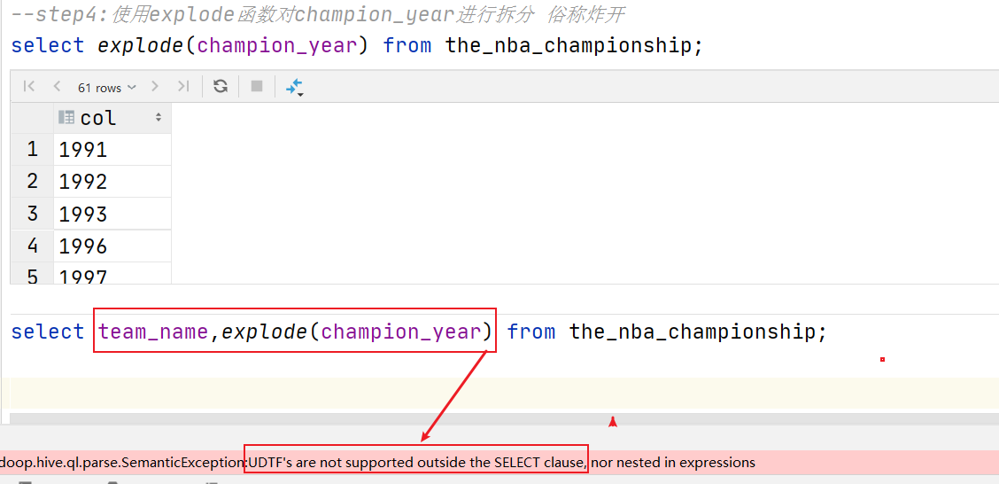 --step4:使用explode函数对champion_year进行拆分 俗称炸开
select explode(champion_year) from the_nba_championship;
61 rows
col
1 1991
2 1992
3 1993
4 1996
5 1997
select team_name,explode(champion_year) from the_nba_championship;
doop.hive.ql.parse.SemanticException:UDTF's are not supported outside the SELECT clause, nor nested in expressions